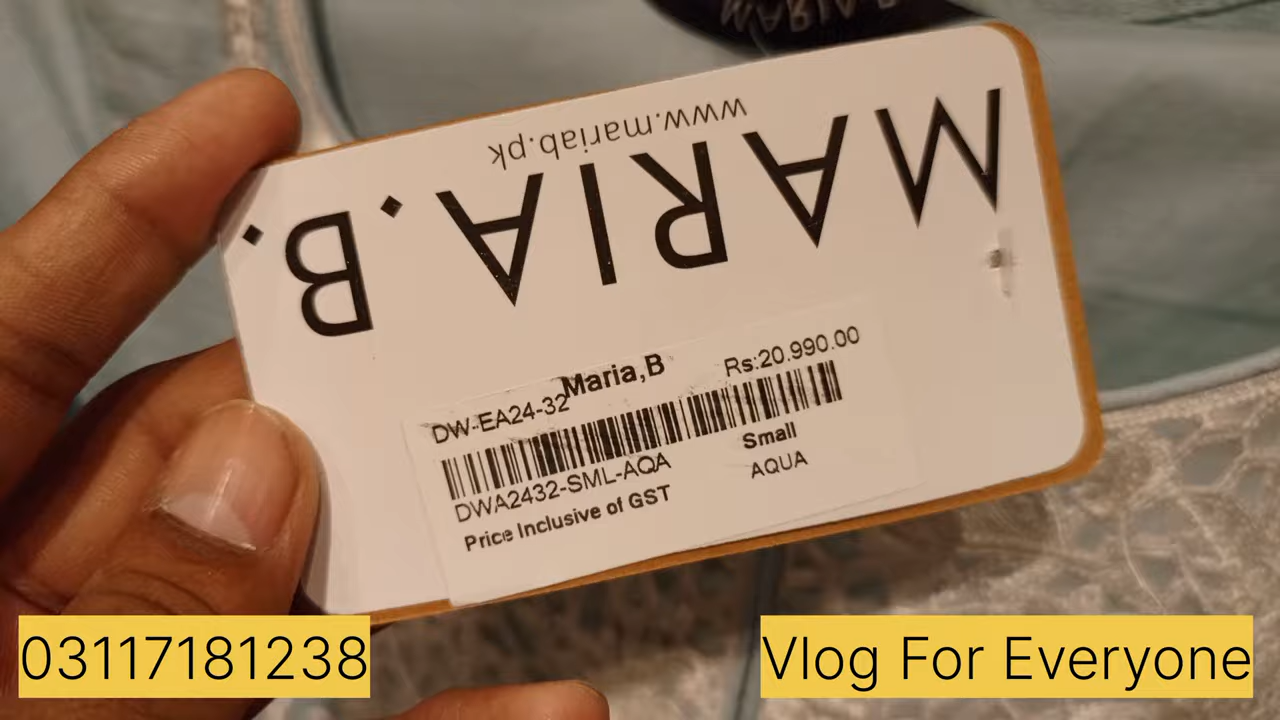 MARIA.B.
MARIA.B.
www.mariab.pk
Maria,B
Rs:20.990.00
DW-EA24-32
DWA2432-SML-AQA
Small
AQUA
Price Inclusive of GST
03117181238
Vlog For Everyone